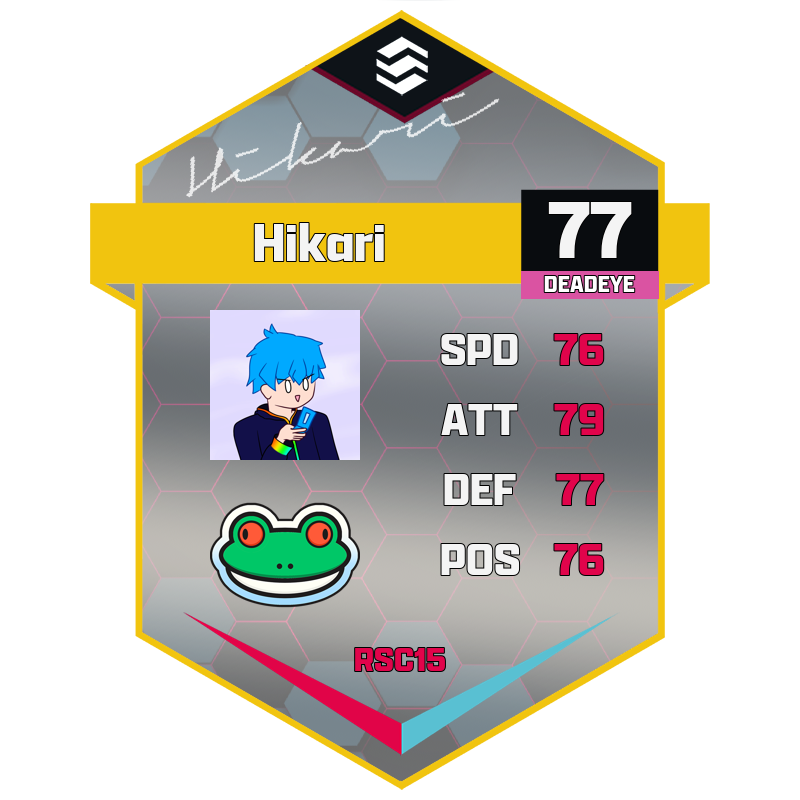 Hikari
Hikari
77
DEADEYE
SPD 76
ATT 79
DEF 77
POS 76
RSC15